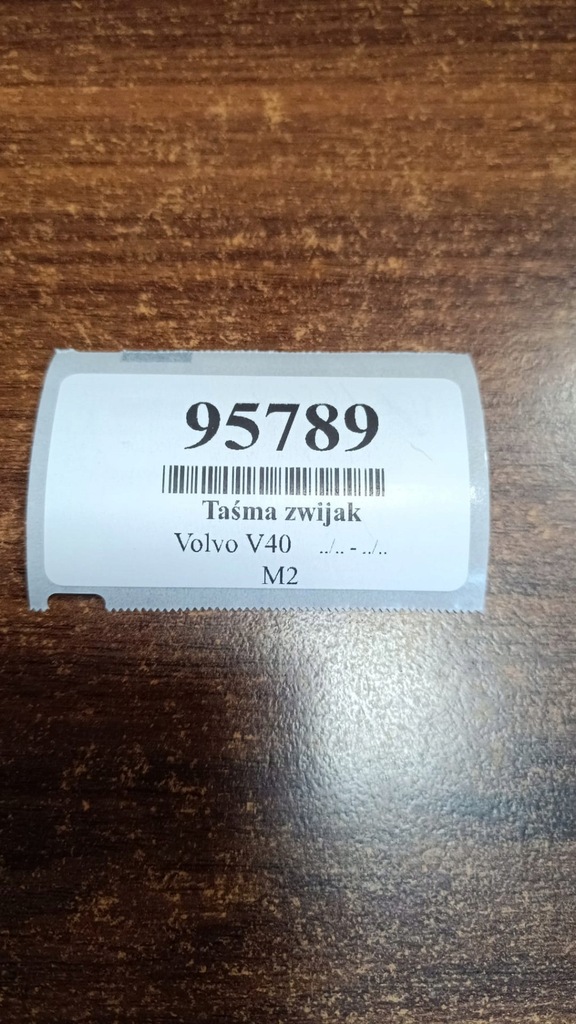 95789
Taśma zwijak
Volvo V40 ../.. - ../..
M2